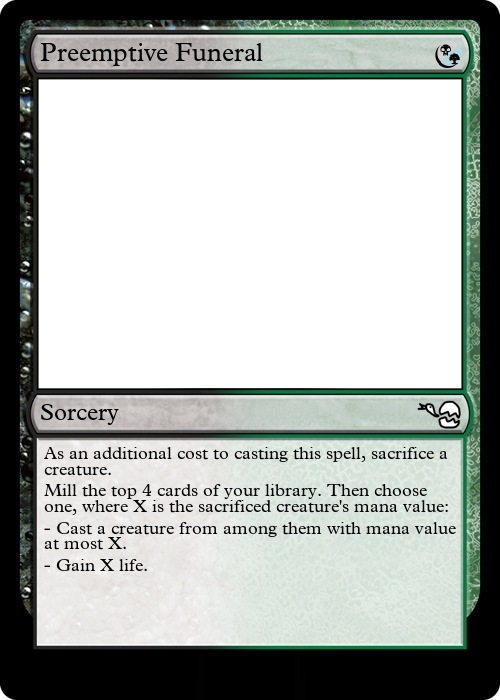 Preemptive Funeral
Sorcery
As an additional cost to casting this spell, sacrifice a
creature.
Mill the top 4 cards of your library. Then choose
one, where X is the sacrificed creature's mana value:
- Cast a creature from among them with mana value
at most X.
- Gain X life.